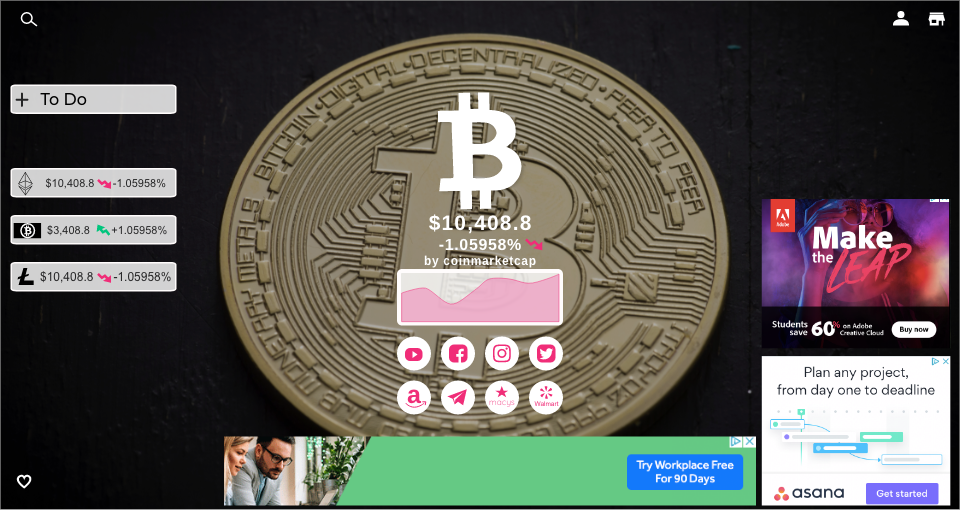 To Do
$10,408.8 -1.05958%
$3,408.8 +1.05958%
$10,408.8 -1.05958%
DIGITAL • DECENTRALIZED • PEER TO PEER
BITCOIN
METALS
$10,408.8
-1.05958%
by coinmarketcap
macys
Walmart
Adobe
Make
the LEAP
Students
save 60% on Adobe
Creative Cloud
Buy now
Plan any project,
from day one to deadline
asana
Get started
Try Workplace Free
For 90 Days